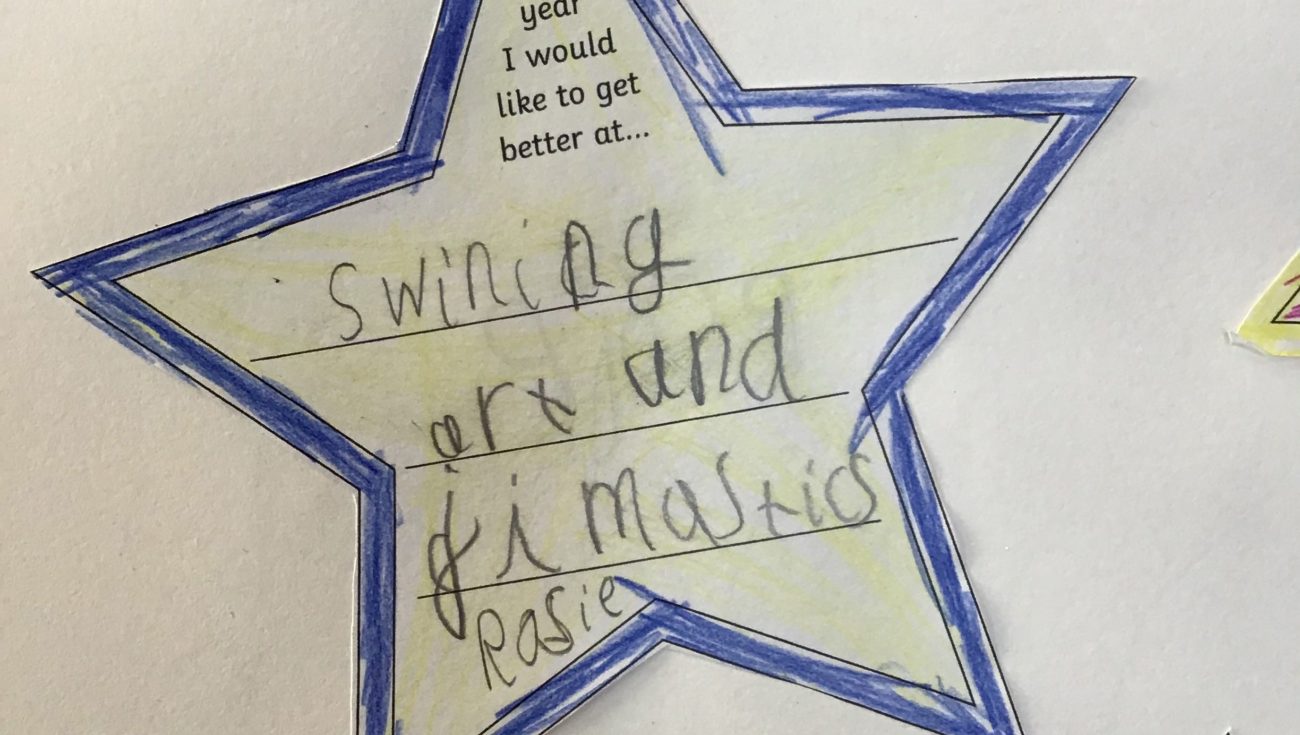 year
I would
like to get
better at...
swining
art and
jimastics
Rosie